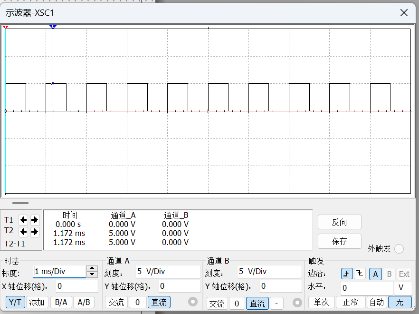 示波器-XSC1
时间 通道_A 通道_B
T1 0.000 s 5.000 V 0.000 V
T2 1.172 ms 5.000 V 0.000 V
T2-T1 1.172 ms 5.000 V 0.000 V
反向
保存
外触发
时基 通道 A 通道 B 触发
标度: 1 ms/Div 刻度: 5 V/Div 刻度: 5 V/Div 边沿: A B Ext
X 轴位移(格): 0 Y 轴位移(格): 0 Y 轴位移(格): 0 水平: 0 V
Y/T 添加 B/A A/B 交流 0 直流 交流 0 直流 - 单次 正常 自动 无